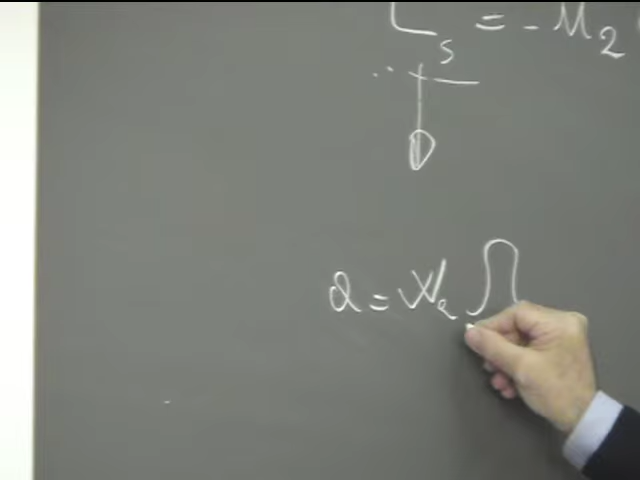 L_s = - M_2
Q = W_e Ω